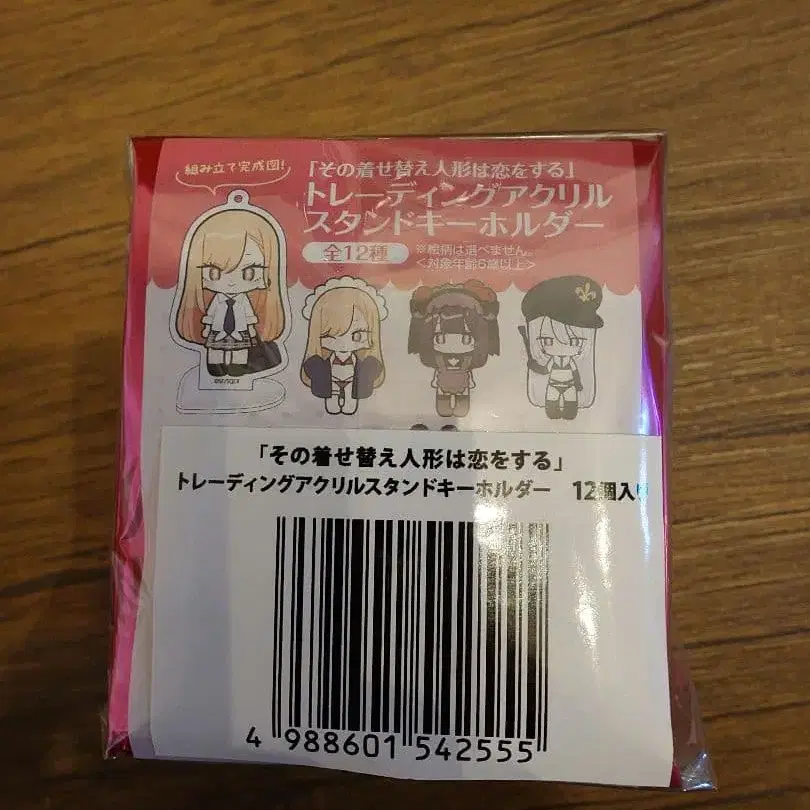 組み立て完成図!
「その着せ替え人形は恋をする」
トレーディングアクリル
スタンドキーホルダー
全12種
※絵柄は選べません。
<対象年齢6歳以上>
「その着せ替え人形は恋をする」
トレーディングアクリルスタンドキーホルダー 12個入り
4 988601 542555